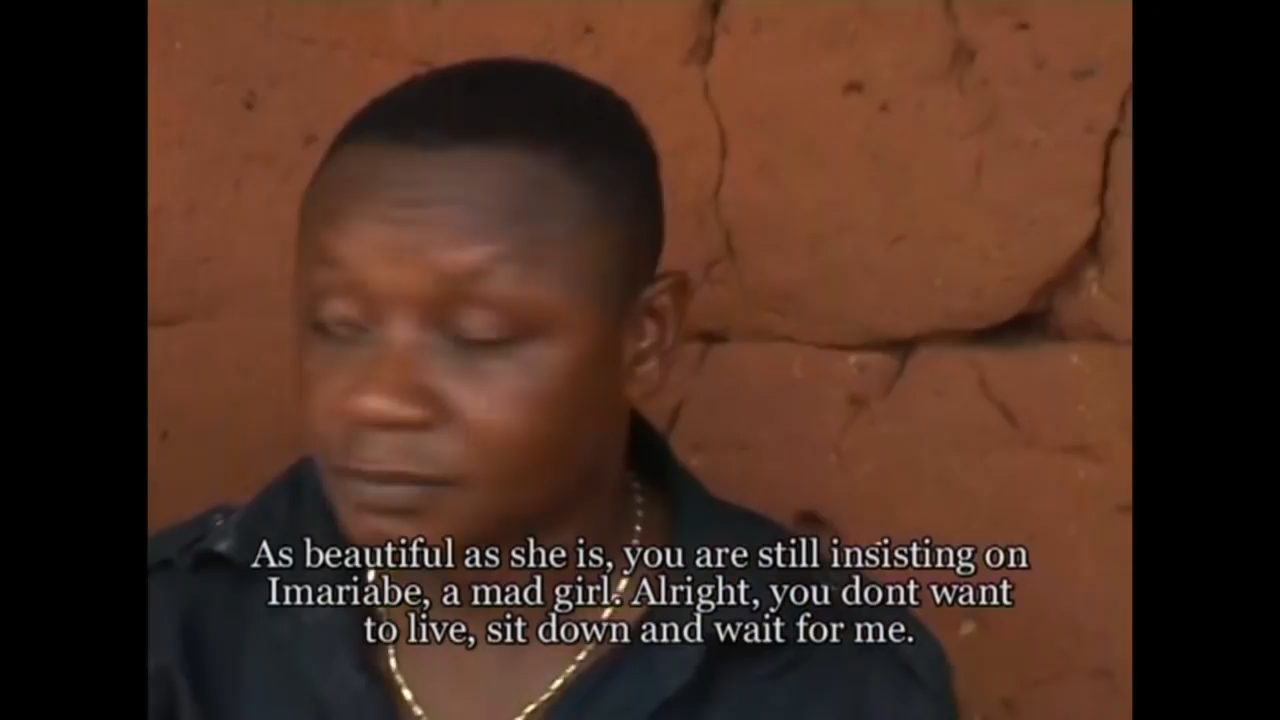 As beautiful as she is, you are still insisting on
Imariabe, a mad girl. Alright, you dont want
to live, sit down and wait for me.